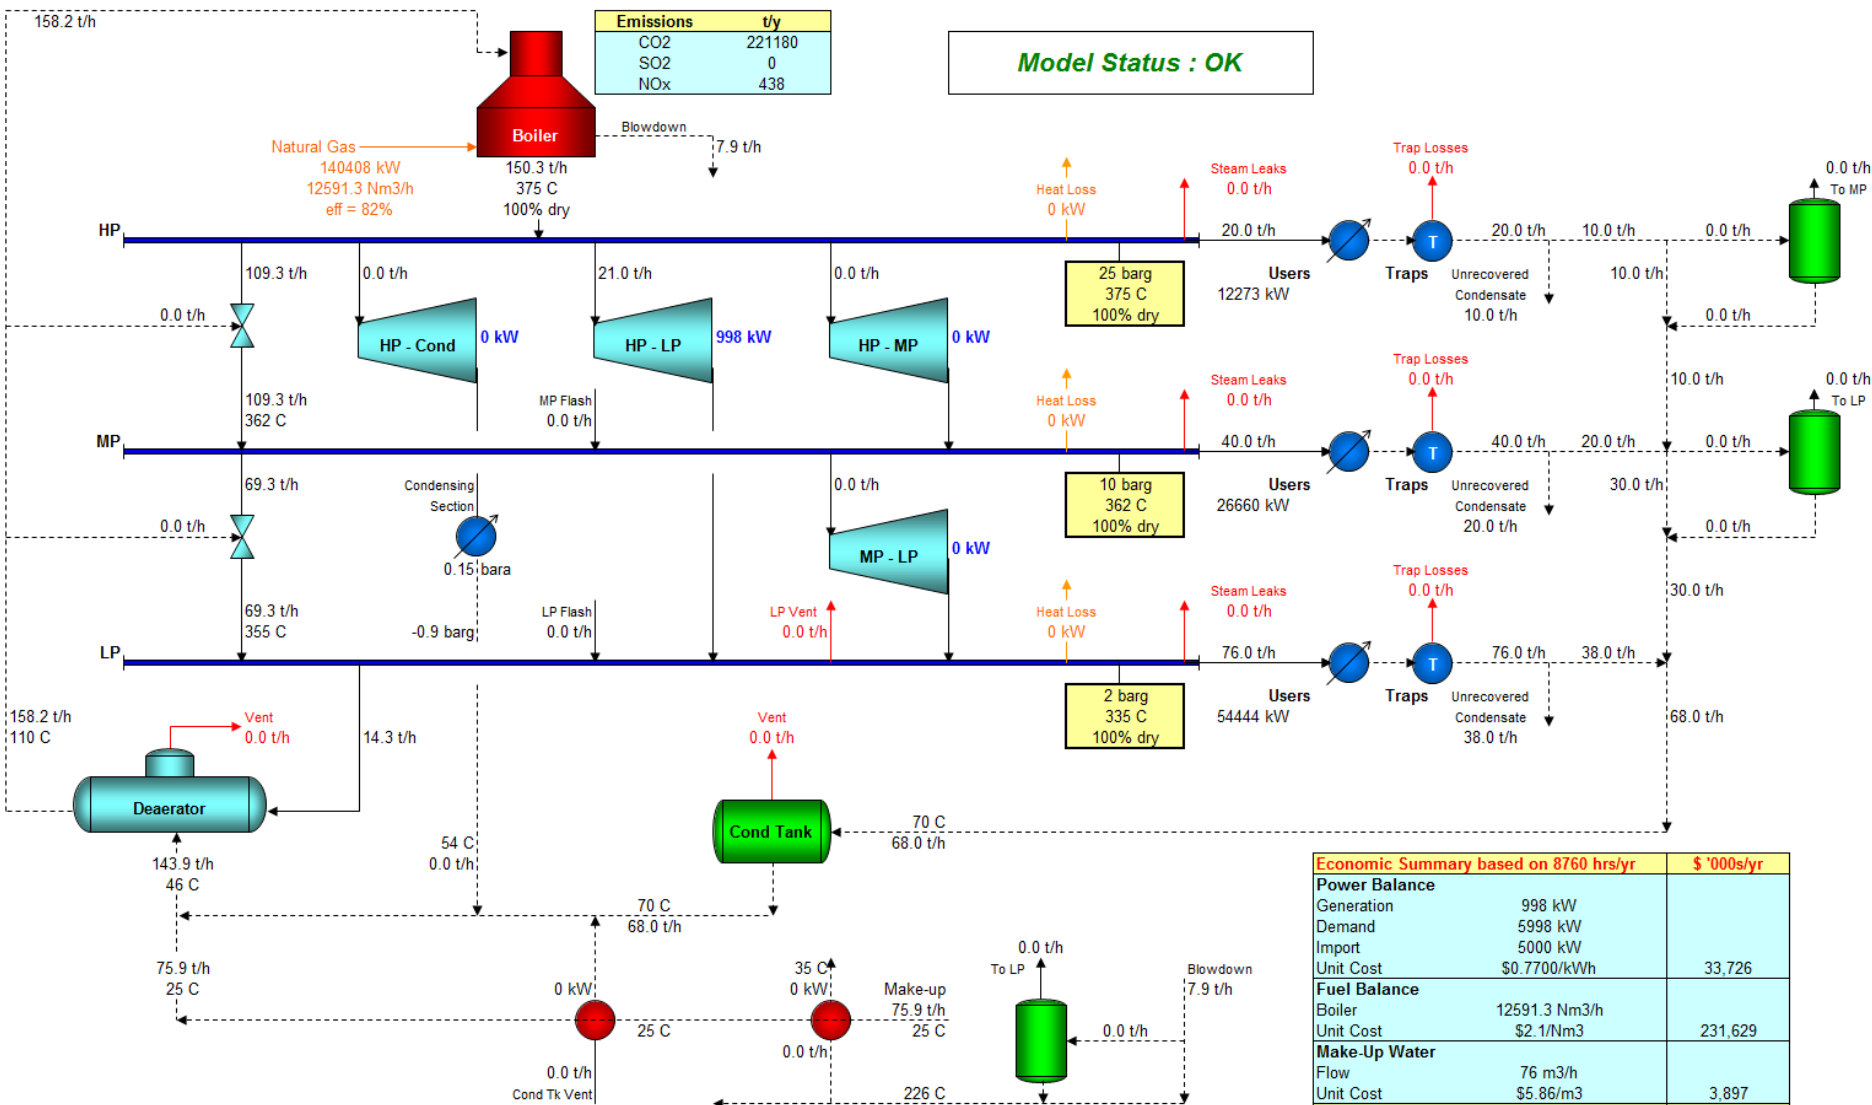 158.2 t/h
Emissions t/y
CO2 221180
SO2 0
NOx 438
Model Status : OK
Boiler
Blowdown
7.9 t/h
Natural Gas
140408 kW
12591.3 Nm3/h
eff = 82%
150.3 t/h
375 C
100% dry
Heat Loss
0 kW
Steam Leaks
0.0 t/h
Trap Losses
0.0 t/h
0.0 t/h
To MP
HP
20.0 t/h
20.0 t/h
10.0 t/h
0.0 t/h
109.3 t/h
0.0 t/h
21.0 t/h
0.0 t/h
25 barg
375 C
100% dry
Users
12273 kW
T
Traps
Unrecovered
Condensate
10.0 t/h
10.0 t/h
0.0 t/h
0.0 t/h
HP - Cond
0 kW
HP - LP
998 kW
HP - MP
0 kW
109.3 t/h
362 C
MP Flash
0.0 t/h
Heat Loss
0 kW
Steam Leaks
0.0 t/h
Trap Losses
0.0 t/h
10.0 t/h
0.0 t/h
To LP
MP
40.0 t/h
40.0 t/h
20.0 t/h
0.0 t/h
69.3 t/h
Condensing
Section
0.0 t/h
10 barg
362 C
100% dry
Users
26660 kW
T
Traps
Unrecovered
Condensate
20.0 t/h
30.0 t/h
0.0 t/h
0.0 t/h
0.15 bara
MP - LP
0 kW
69.3 t/h
355 C
-0.9 barg
LP Flash
0.0 t/h
LP Vent
0.0 t/h
Heat Loss
0 kW
Steam Leaks
0.0 t/h
Trap Losses
0.0 t/h
30.0 t/h
LP
76.0 t/h
76.0 t/h
38.0 t/h
2 barg
335 C
100% dry
Users
54444 kW
T
Traps
Unrecovered
Condensate
38.0 t/h
68.0 t/h
158.2 t/h
110 C
Vent
0.0 t/h
14.3 t/h
Vent
0.0 t/h
Deaerator
Cond Tank
70 C
68.0 t/h
143.9 t/h
46 C
54 C
0.0 t/h
70 C
68.0 t/h
75.9 t/h
25 C
0 kW
25 C
35 C
0 kW
Make-up
75.9 t/h
25 C
0.0 t/h
To LP
Blowdown
7.9 t/h
0.0 t/h
0.0 t/h
0.0 t/h
Cond Tk Vent
226 C
Economic Summary based on 8760 hrs/yr $ '000s/yr
Power Balance
Generation 998 kW
Demand 5998 kW
Import 5000 kW
Unit Cost $0.7700/kWh 33,726
Fuel Balance
Boiler 12591.3 Nm3/h
Unit Cost $2.1/Nm3 231,629
Make-Up Water
Flow 76 m3/h
Unit Cost $5.86/m3 3,897